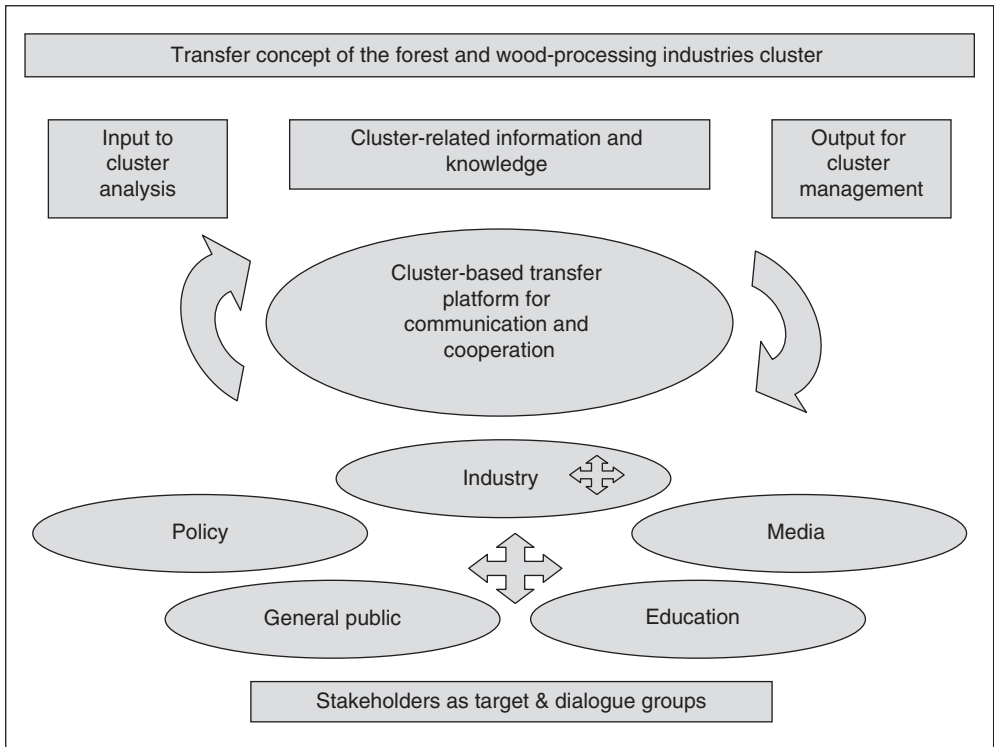 Transfer concept of the forest and wood-processing industries cluster
Input to
cluster
analysis
Cluster-related information and
knowledge
Output for
cluster
management
Cluster-based transfer
platform for
communication and
cooperation
Industry
Policy
Media
General public
Education
Stakeholders as target & dialogue groups